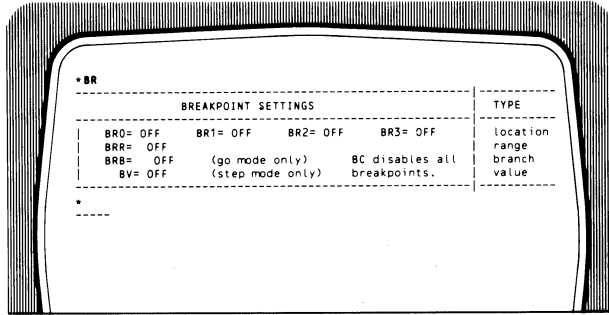 *BR
BREAKPOINT SETTINGS TYPE
BR0= OFF BR1= OFF BR2= OFF BR3= OFF location
BRR= OFF range
BRB= OFF (go mode only) BC disables all branch
BV= OFF (step mode only) breakpoints. value
*